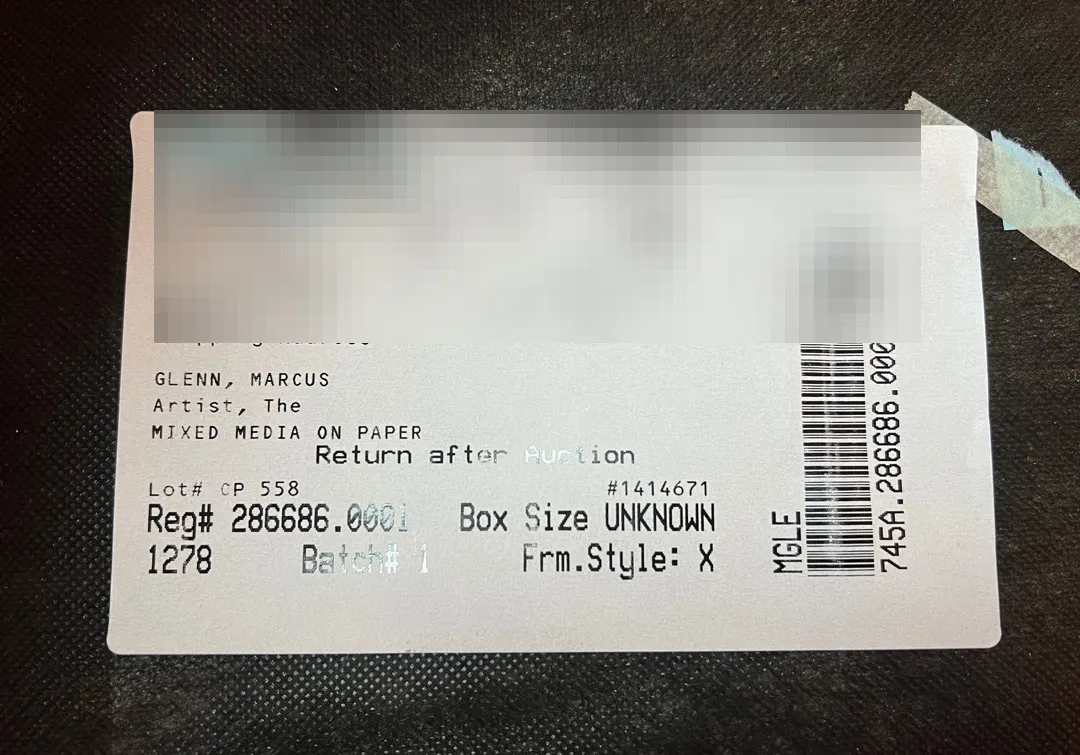 GLENN, MARCUS
Artist, The
MIXED MEDIA ON PAPER
Return after Auction
Lot# CP 558 #1414671
Reg# 286686.0001 Box Size UNKNOWN
1278 Batch# 1 Frm.Style: X
MGLE
745A.286686.000